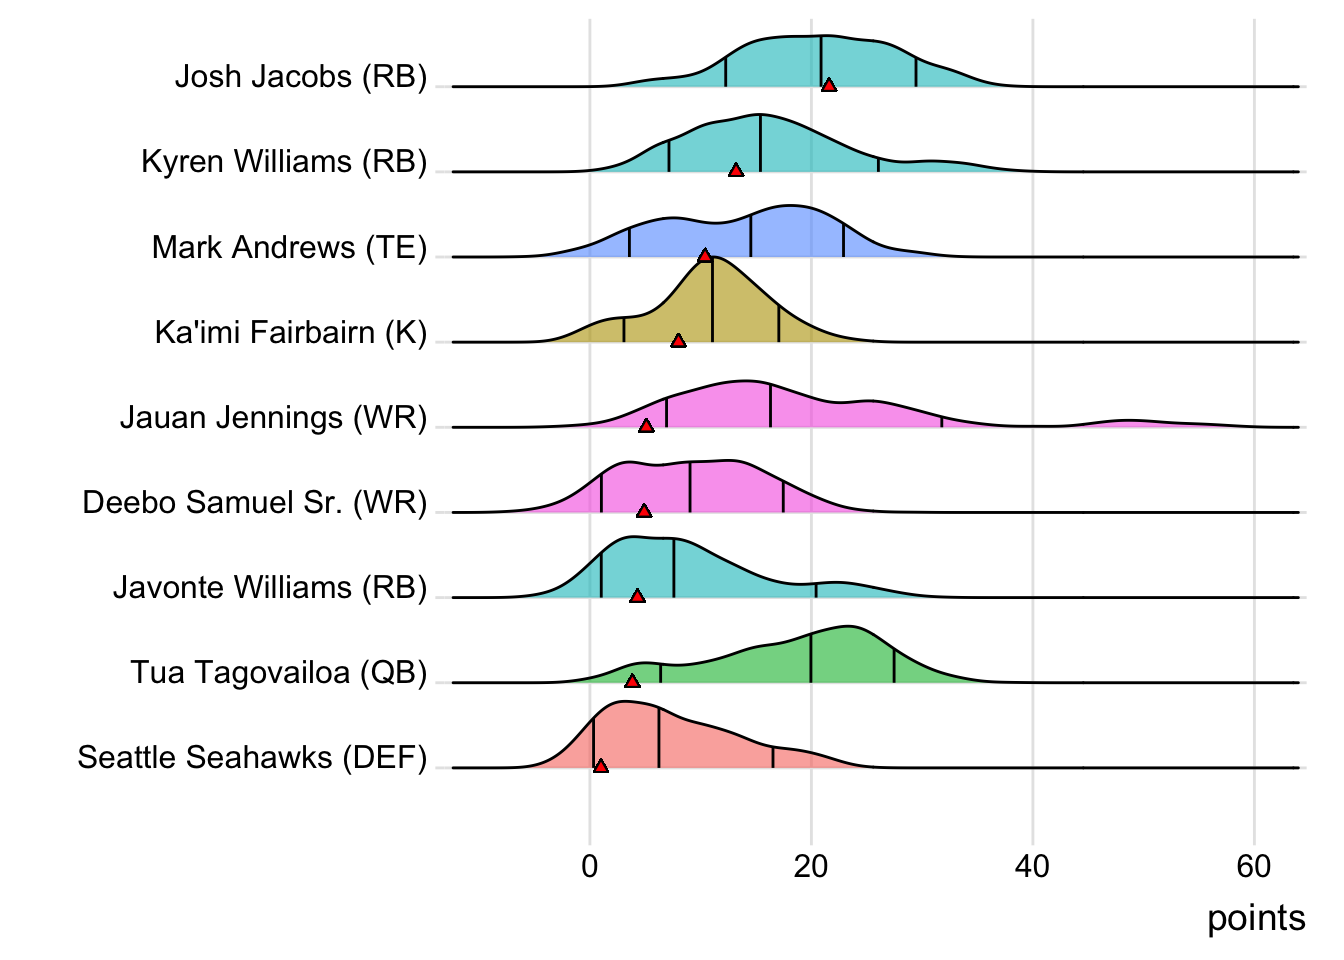 Josh Jacobs (RB)
Kyren Williams (RB)
Mark Andrews (TE)
Ka'imi Fairbairn (K)
Jauan Jennings (WR)
Deebo Samuel Sr. (WR)
Javonte Williams (RB)
Tua Tagovailoa (QB)
Seattle Seahawks (DEF)
0 20 40 60
points